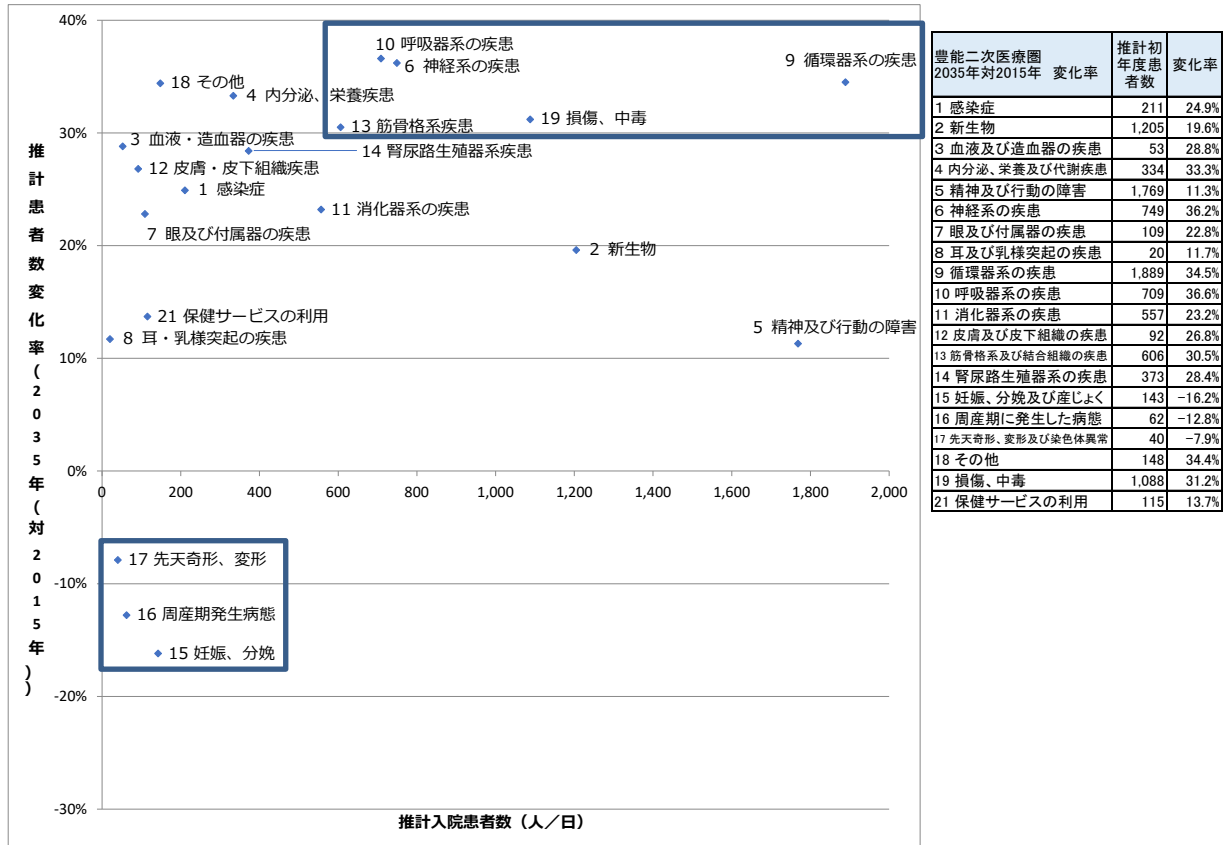 40%
30%
20%
10%
0%
-10%
-20%
-30%
0
200
400
600
800
1,000
1,200
1,400
1,600
1,800
2,000
推計患者数変化率(2035年(対2015年))
推計入院患者数（人／日）
10 呼吸器系の疾患
6 神経系の疾患
9 循環器系の疾患
18 その他
4 内分泌、栄養疾患
19 損傷、中毒
13 筋骨格系疾患
3 血液・造血器の疾患
14 腎尿路生殖器系疾患
12 皮膚・皮下組織疾患
1 感染症
11 消化器系の疾患
7 眼及び付属器の疾患
2 新生物
21 保健サービスの利用
5 精神及び行動の障害
8 耳・乳様突起の疾患
17 先天奇形、変形
16 周産期発生病態
15 妊娠、分娩
豊能二次医療圏
2035年対2015年 変化率
推計初
年度患
者数
変化率
1 感染症 211 24.9%
2 新生物 1,205 19.6%
3 血液及び造血器の疾患 53 28.8%
4 内分泌、栄養及び代謝疾患 334 33.3%
5 精神及び行動の障害 1,769 11.3%
6 神経系の疾患 749 36.2%
7 眼及び付属器の疾患 109 22.8%
8 耳及び乳様突起の疾患 20 11.7%
9 循環器系の疾患 1,889 34.5%
10 呼吸器系の疾患 709 36.6%
11 消化器系の疾患 557 23.2%
12 皮膚及び皮下組織の疾患 92 26.8%
13 筋骨格系及び結合組織の疾患 606 30.5%
14 腎尿路生殖器系の疾患 373 28.4%
15 妊娠、分娩及び産じょく 143 −16.2%
16 周産期に発生した病態 62 −12.8%
17 先天奇形、変形及び染色体異常 40 −7.9%
18 その他 148 34.4%
19 損傷、中毒 1,088 31.2%
21 保健サービスの利用 115 13.7%